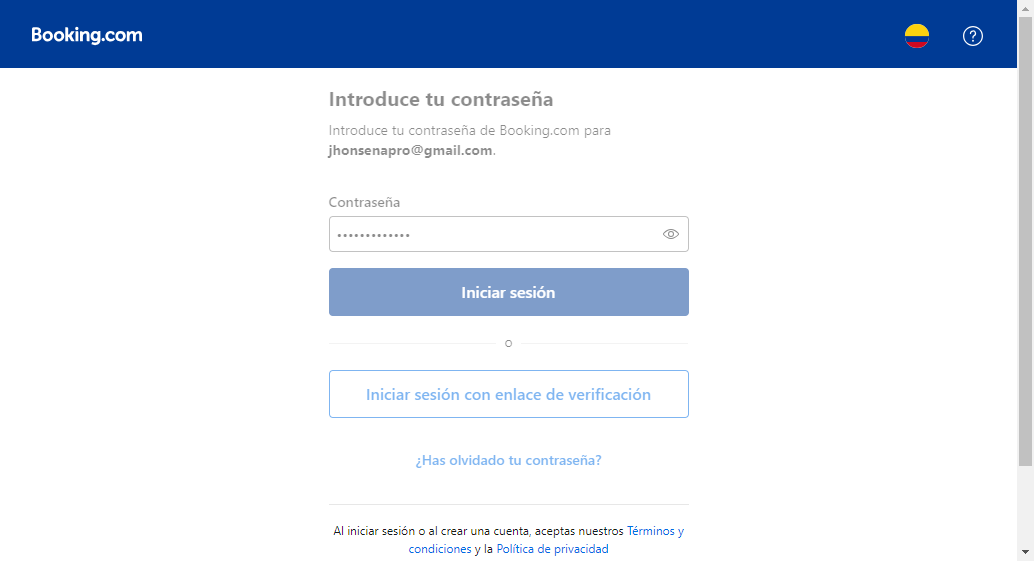 Booking.com
Introduce tu contraseña
Introduce tu contraseña de Booking.com para
jhonsenapro@gmail.com.
Contraseña
•••••••••••••
Iniciar sesión
o
Iniciar sesión con enlace de verificación
¿Has olvidado tu contraseña?
Al iniciar sesión o al crear una cuenta, aceptas nuestros Términos y
condiciones y la Política de privacidad